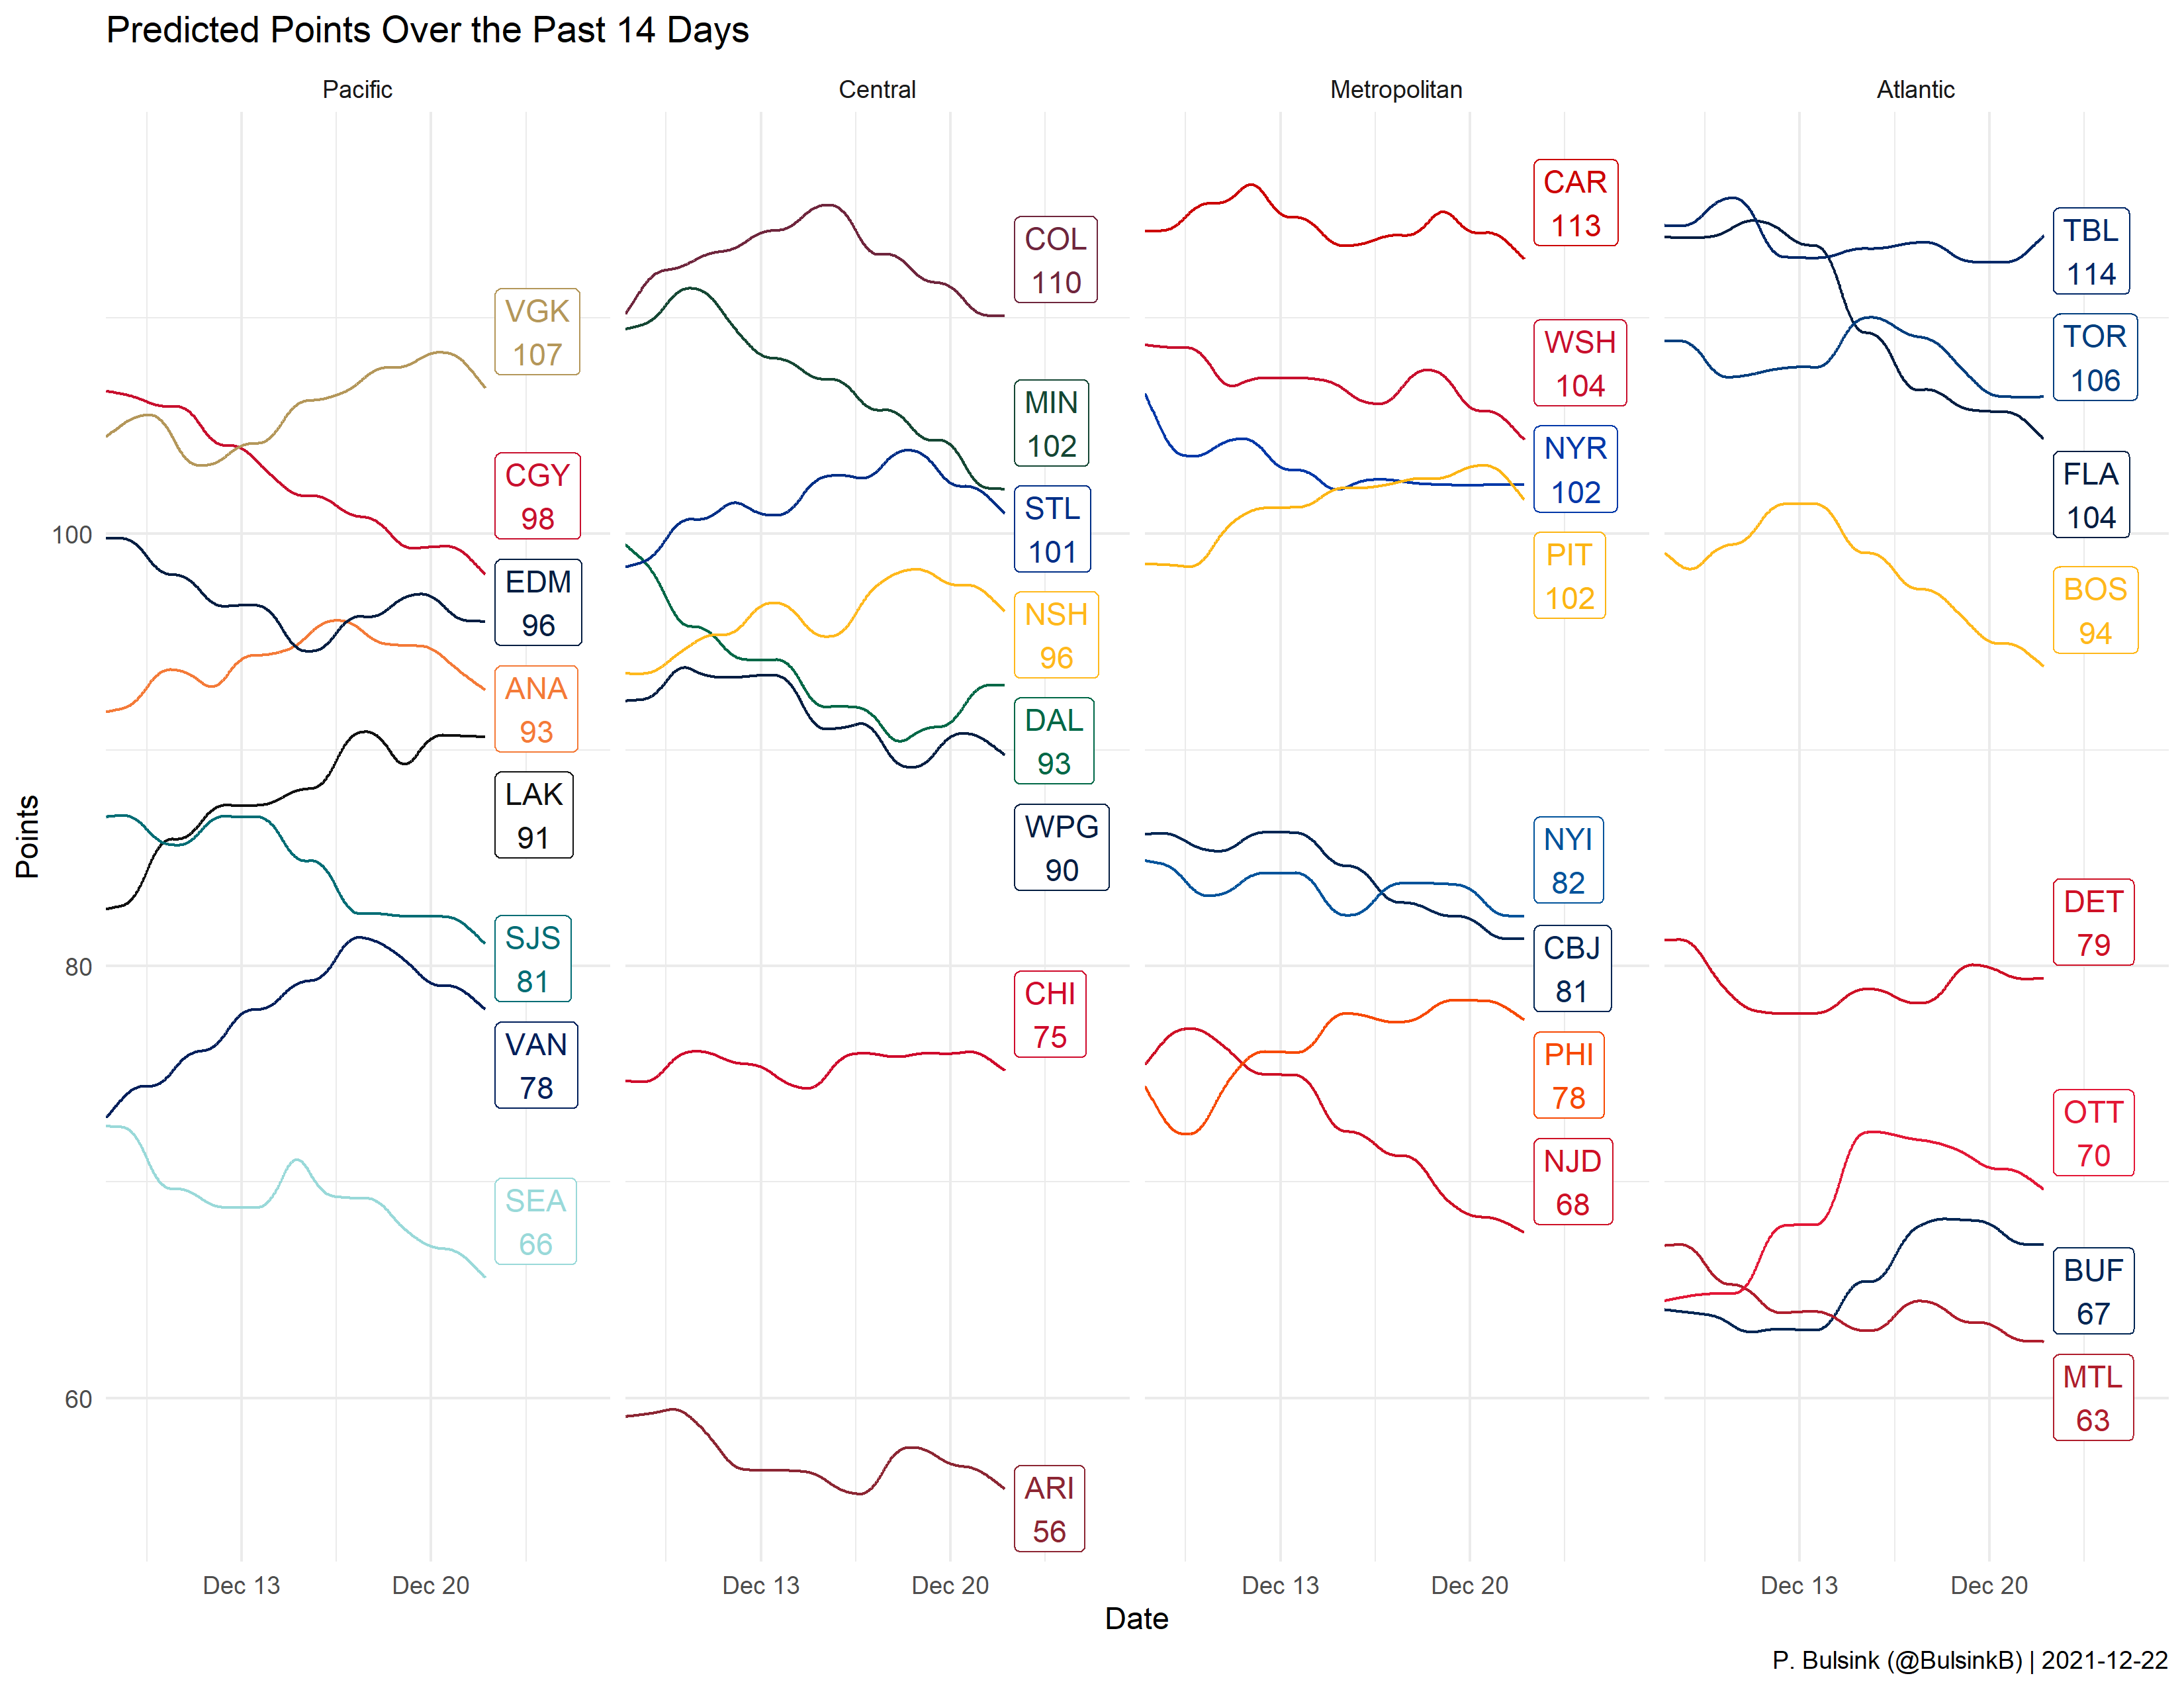 Predicted Points Over the Past 14 Days
Pacific
Central
Metropolitan
Atlantic
Points
100
80
60
VGK
107
CGY
98
EDM
96
ANA
93
LAK
91
SJS
81
VAN
78
SEA
66
COL
110
MIN
102
STL
101
NSH
96
DAL
93
WPG
90
CHI
75
ARI
56
CAR
113
WSH
104
NYR
102
PIT
102
NYI
82
CBJ
81
PHI
78
NJD
68
TBL
114
TOR
106
FLA
104
BOS
94
DET
79
OTT
70
BUF
67
MTL
63
Dec 13
Dec 20
Dec 13
Dec 20
Dec 13
Dec 20
Dec 13
Dec 20
Date
P. Bulsink (@BulsinkB) | 2021-12-22